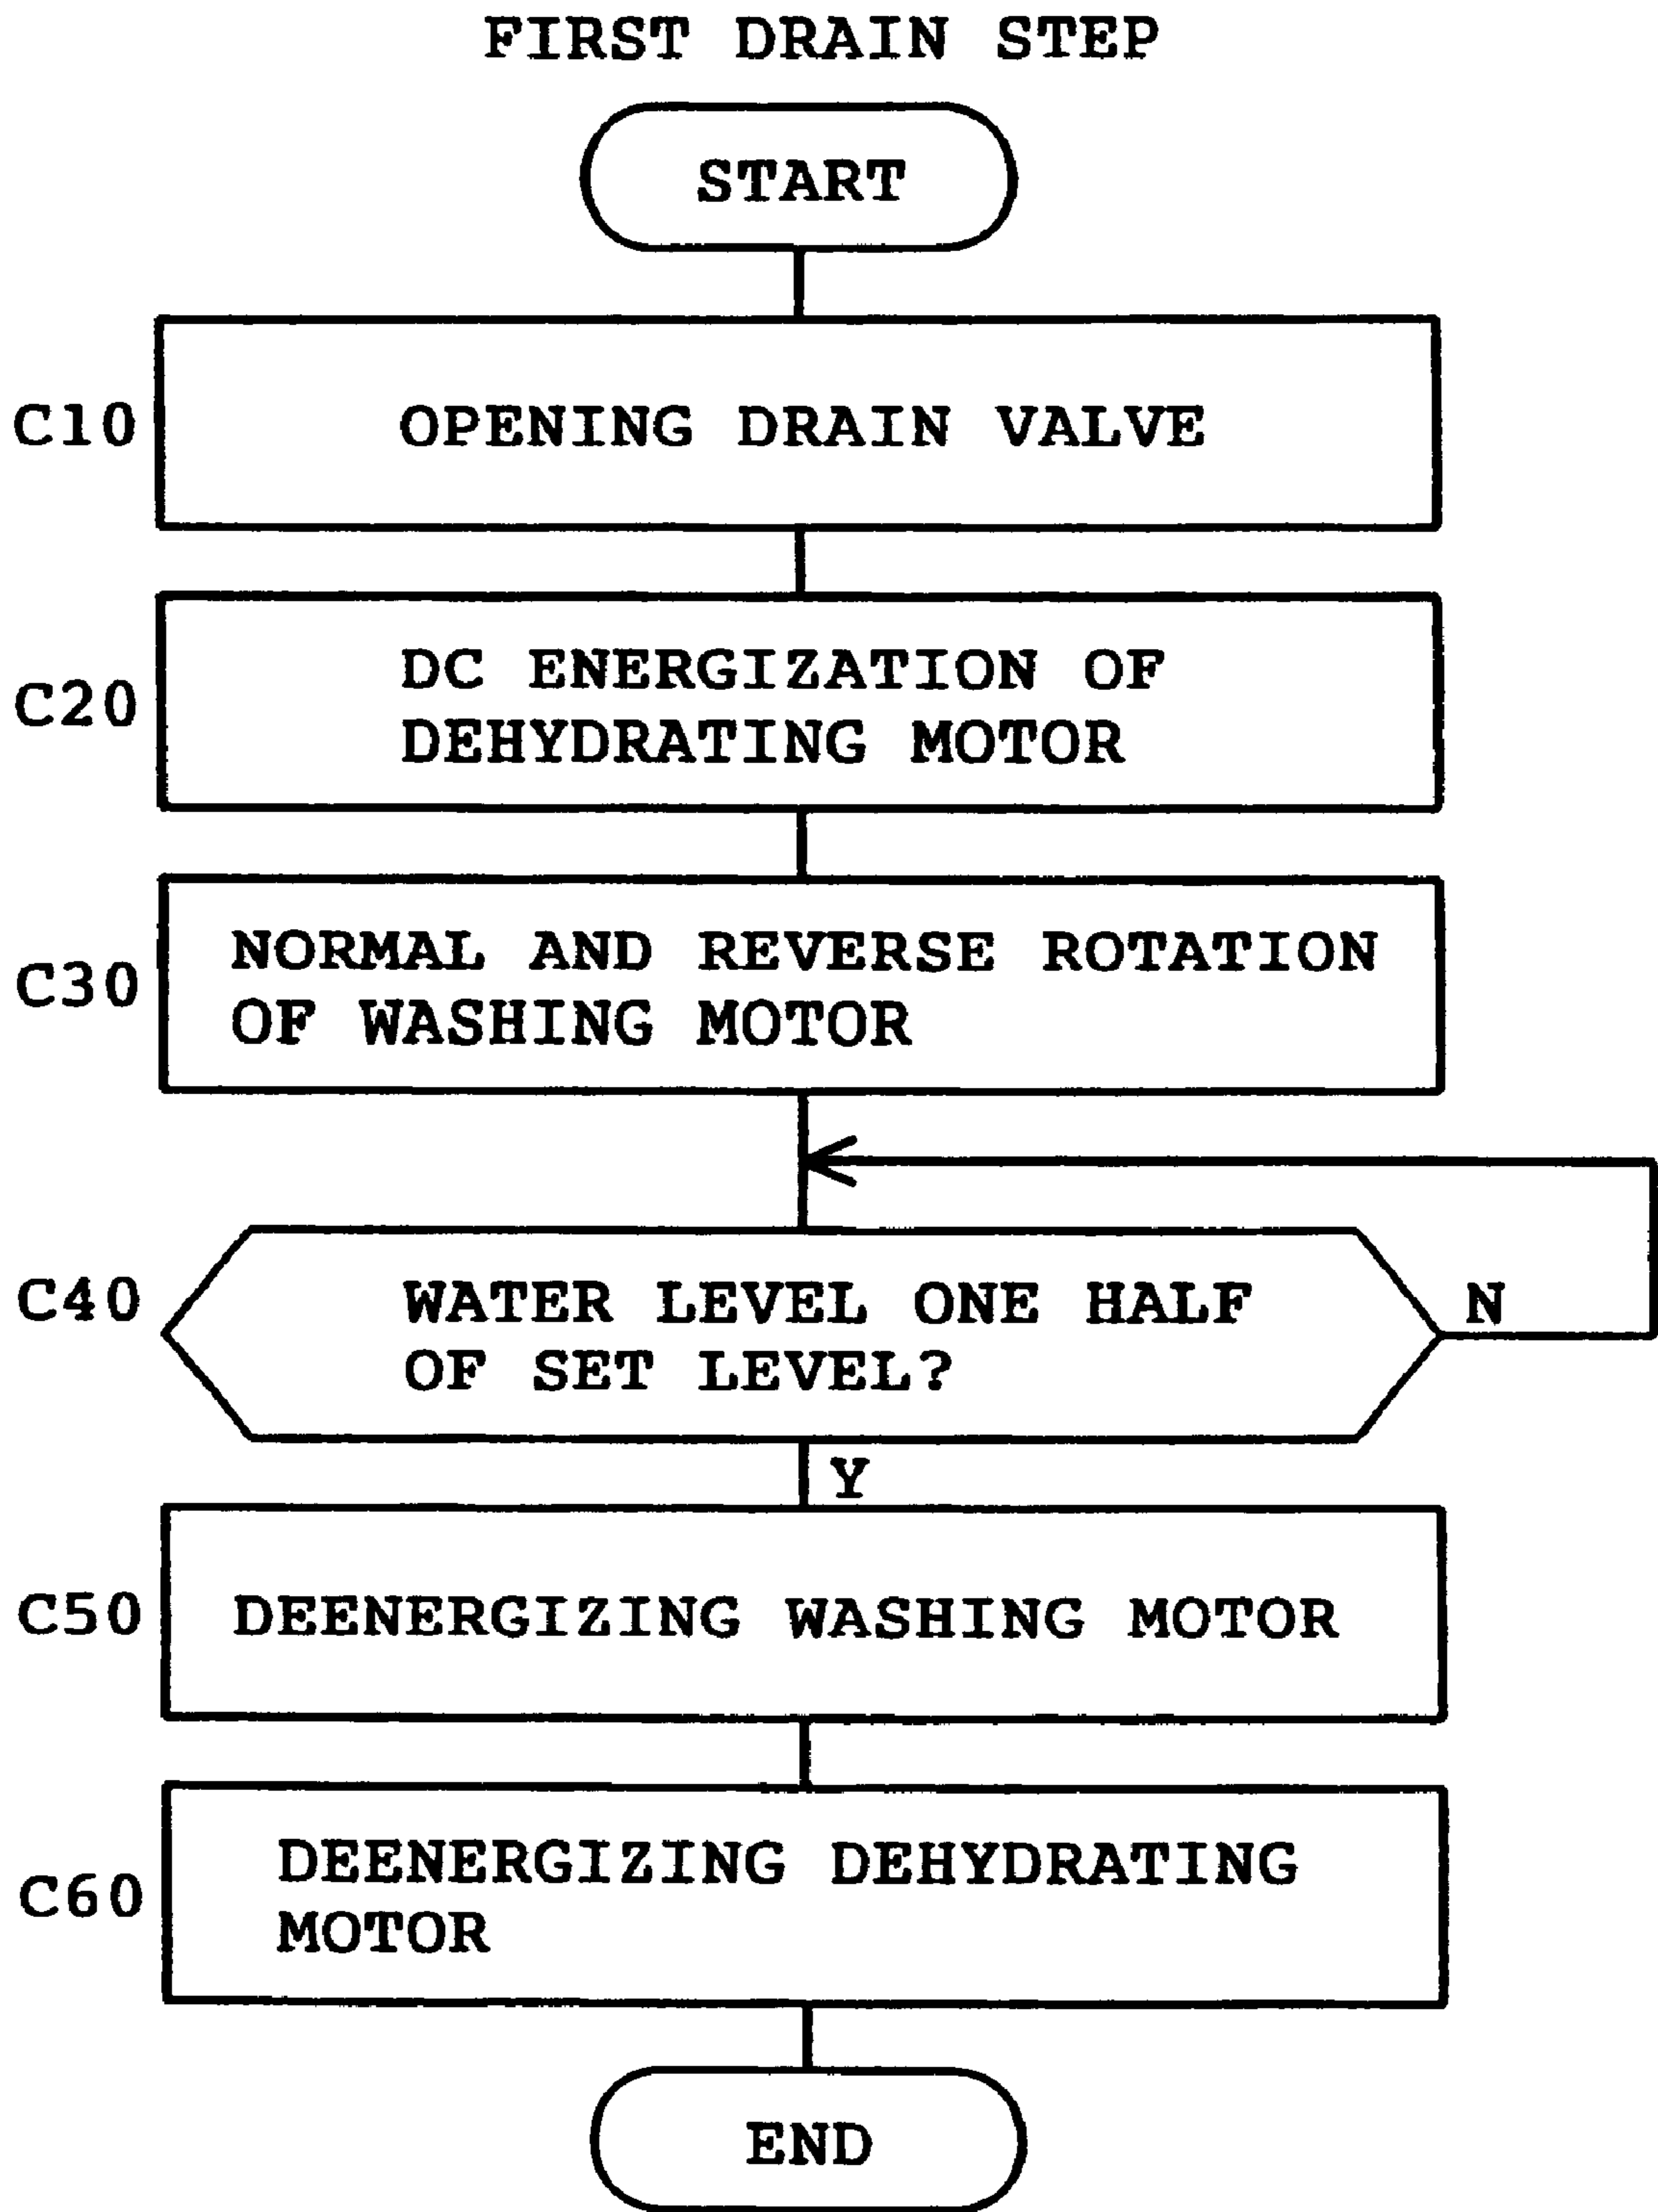 FIRST DRAIN STEP
START
C10
OPENING DRAIN VALVE
C20
DC ENERGIZATION OF
DEHYDRATING MOTOR
C30
NORMAL AND REVERSE ROTATION
OF WASHING MOTOR
C40
WATER LEVEL ONE HALF
OF SET LEVEL?
N
Y
C50
DEENERGIZING WASHING MOTOR
C60
DEENERGIZING DEHYDRATING
MOTOR
END